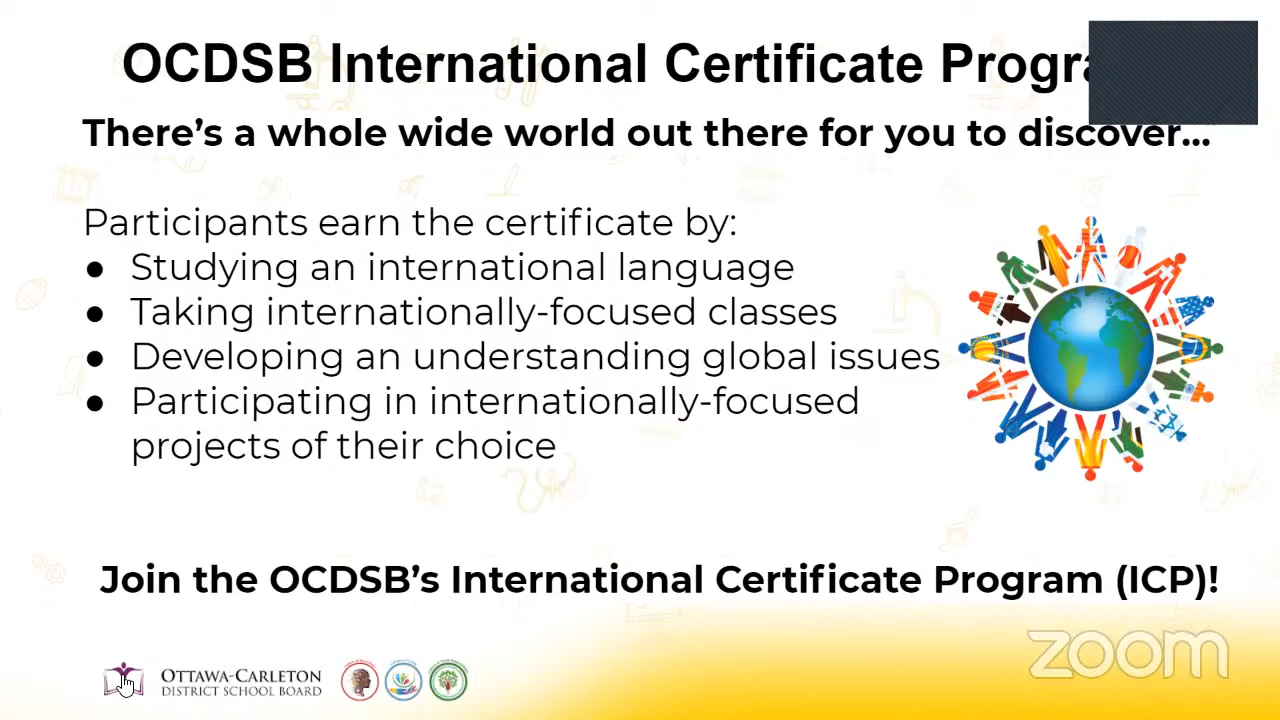 OCDSB International Certificate Progra
There's a whole wide world out there for you to discover...
Participants earn the certificate by:
● Studying an international language
● Taking internationally-focused classes
● Developing an understanding global issues
● Participating in internationally-focused
projects of their choice
Join the OCDSB's International Certificate Program (ICP)!
OTTAWA-CARLETON
DISTRICT SCHOOL BOARD
zoom